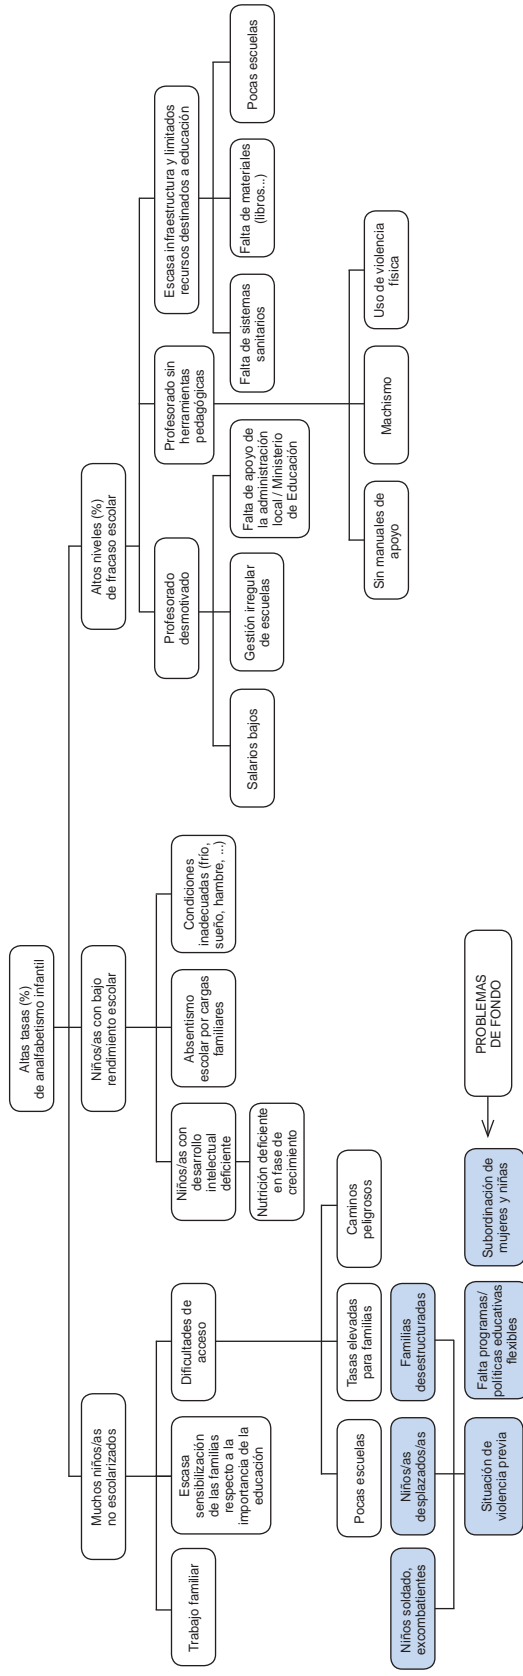 Altas tasas (%)
de analfabetismo infantil
Muchos niños/as
no escolarizados
Niños/as con bajo
rendimiento escolar
Altos niveles (%)
de fracaso escolar
Trabajo familiar
Escasa
sensibilización
de las familias
respecto a la
importancia de la
educación
Dificultades de
acceso
Niños/as con
desarrollo
intelectual
deficiente
Absentismo
escolar por cargas
familiares
Condiciones
inadecuadas (frío,
sueño, hambre, ...)
Profesorado
desmotivado
Profesorado sin
herramientas
pedagógicas
Escasa infraestructura y limitados
recursos destinados a educación
Nutrición deficiente
en fase de
crecimiento
Salarios bajos
Gestión irregular
de escuelas
Falta de apoyo de
la administración
local / Ministerio
de Educación
Falta de sistemas
sanitarios
Falta de materiales
(libros...)
Pocas escuelas
Pocas escuelas
Tasas elevadas
para familias
Caminos
peligrosos
Sin manuales de
apoyo
Machismo
Uso de violencia
física
Niños soldado,
excombatientes
Niños/as
desplazados/as
Familias
desestructuradas
Situación de
violencia previa
Falta programas/
políticas educativas
flexibles
Subordinación de
mujeres y niñas
PROBLEMAS
DE FONDO